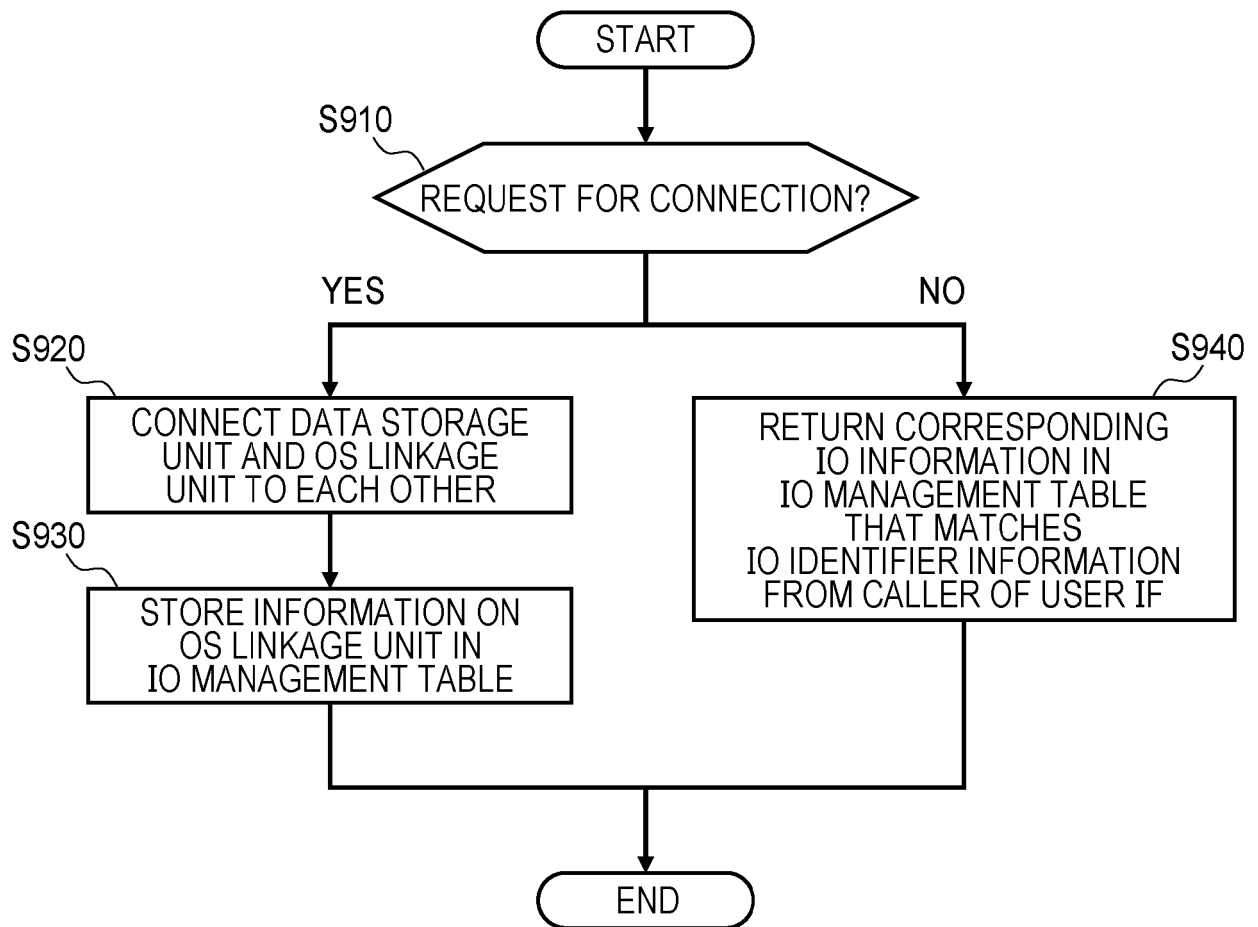 START
S910
REQUEST FOR CONNECTION?
YES
NO
S920
CONNECT DATA STORAGE
UNIT AND OS LINKAGE
UNIT TO EACH OTHER
S930
STORE INFORMATION ON
OS LINKAGE UNIT IN
IO MANAGEMENT TABLE
S940
RETURN CORRESPONDING
IO INFORMATION IN
IO MANAGEMENT TABLE
THAT MATCHES
IO IDENTIFIER INFORMATION
FROM CALLER OF USER IF
END